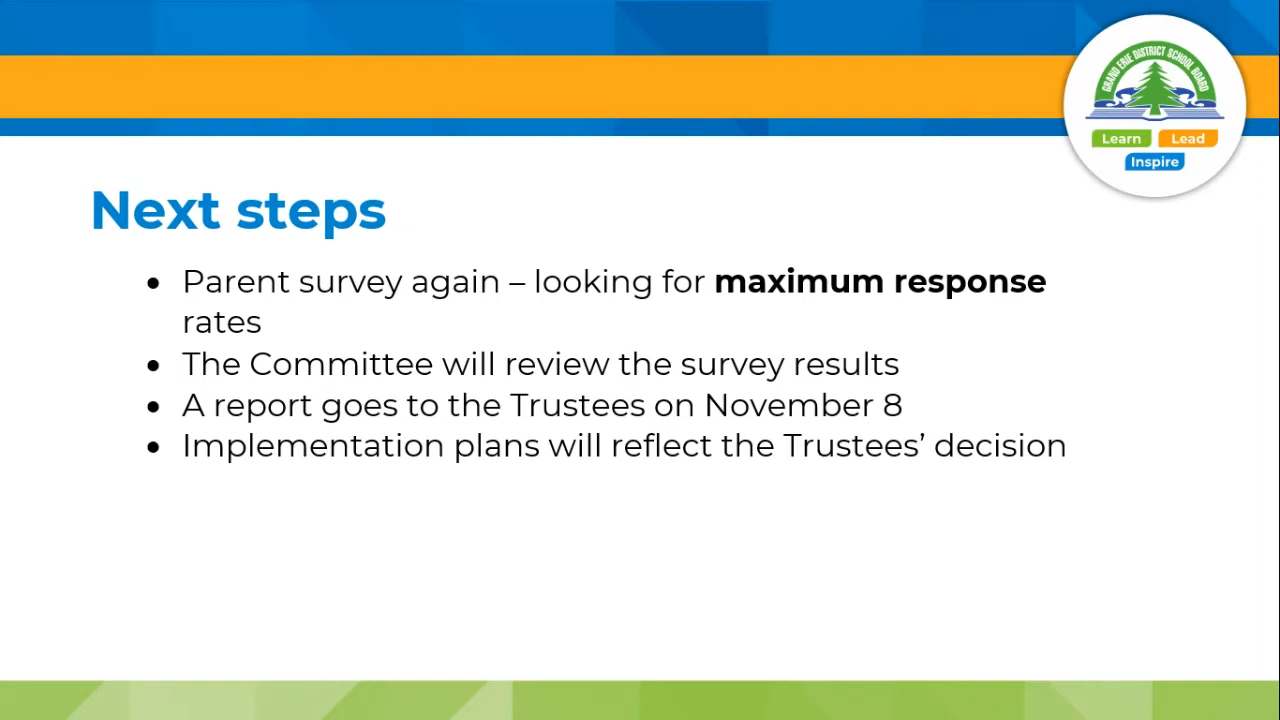 GRAND ERIE DISTRICT SCHOOL BOARD
Learn Lead
Inspire
Next steps
• Parent survey again – looking for maximum response
rates
• The Committee will review the survey results
• A report goes to the Trustees on November 8
• Implementation plans will reflect the Trustees’ decision